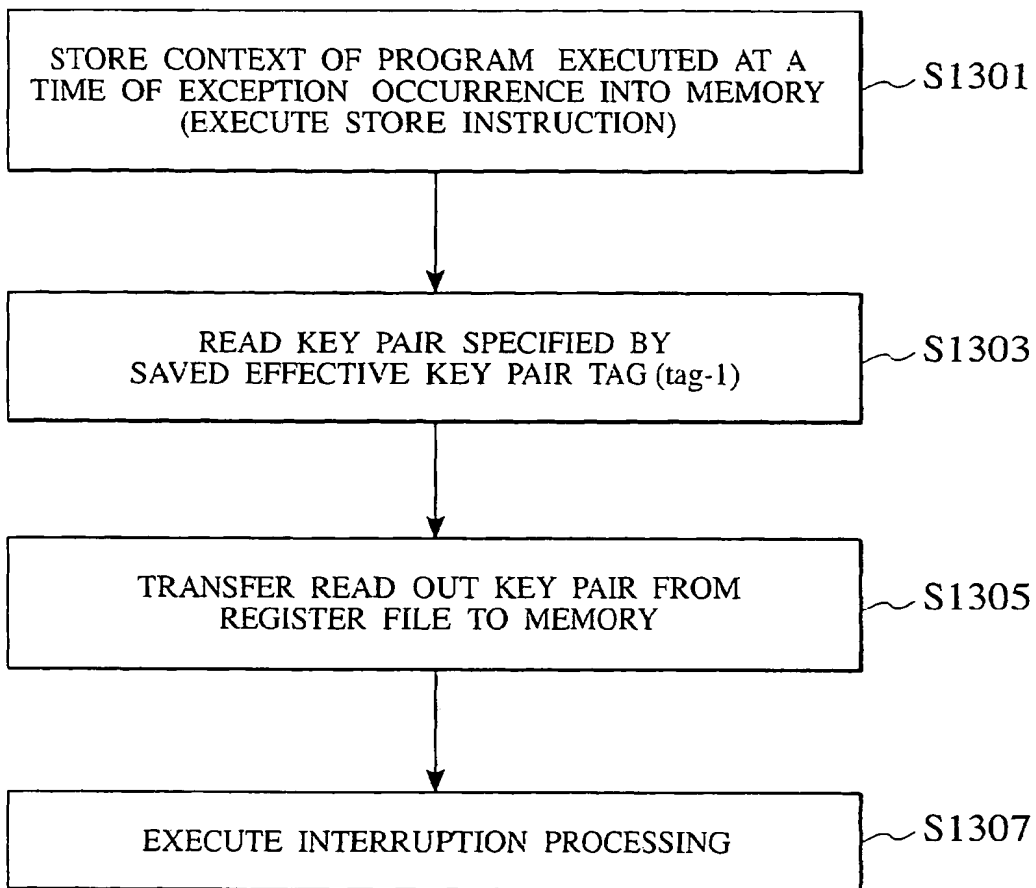 STORE CONTEXT OF PROGRAM EXECUTED AT A
TIME OF EXCEPTION OCCURRENCE INTO MEMORY
(EXECUTE STORE INSTRUCTION)
S1301
READ KEY PAIR SPECIFIED BY
SAVED EFFECTIVE KEY PAIR TAG (tag-1)
S1303
TRANSFER READ OUT KEY PAIR FROM
REGISTER FILE TO MEMORY
S1305
EXECUTE INTERRUPTION PROCESSING
S1307